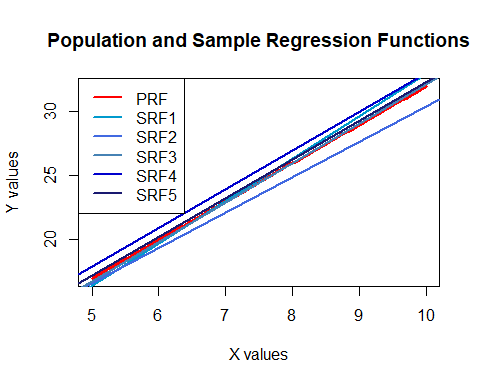 Population and Sample Regression Functions
PRF
SRF1
SRF2
SRF3
SRF4
SRF5
Y values
30
25
20
5 6 7 8 9 10
X values